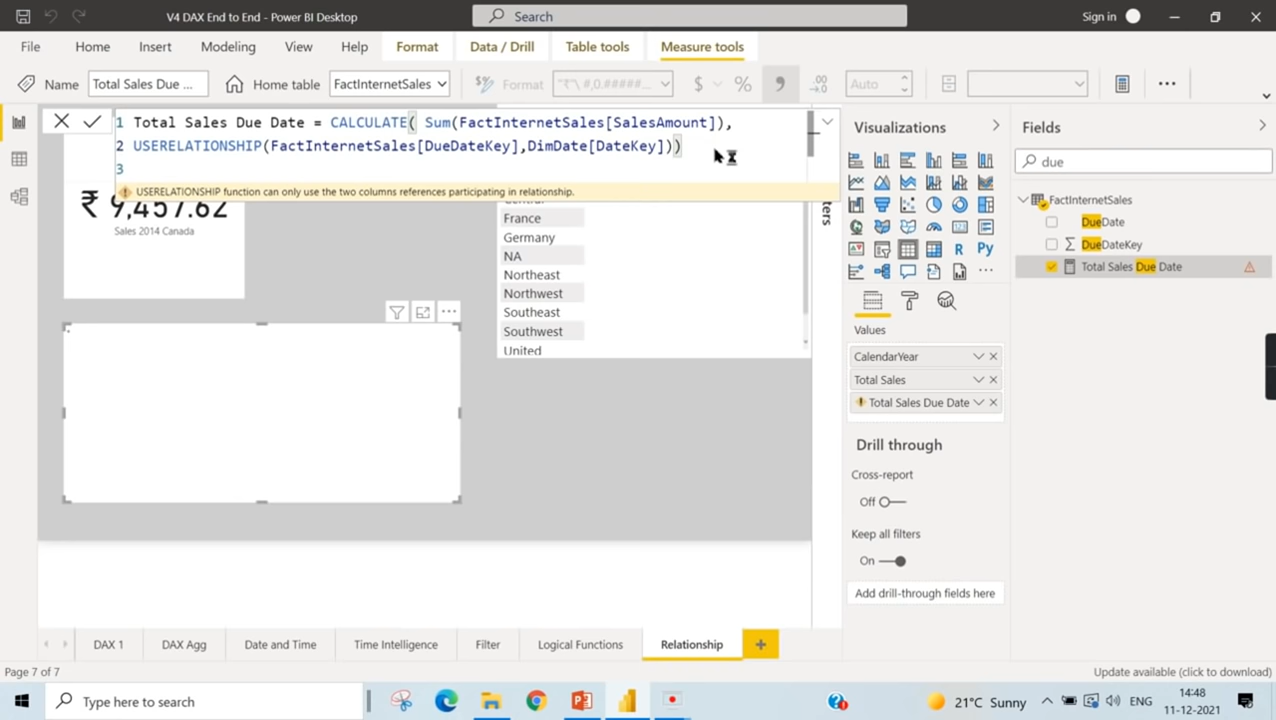 V4 DAX End to End - Power BI Desktop
Search
Sign in
File
Home
Insert
Modeling
View
Help
Format
Data / Drill
Table tools
Measure tools
Name
Total Sales Due ...
Home table
FactInternetSales
Format
"₹"\ #,0.#####...
$
%
Auto
1 Total Sales Due Date = CALCULATE( Sum(FactInternetSales[SalesAmount]),
2 USERELATIONSHIP(FactInternetSales[DueDateKey],DimDate[DateKey]))
3
USERELATIONSHIP function can only use the two columns references participating in relationship.
₹ 9,457.62
Sales 2014 Canada
France
Germany
NA
Northeast
Northwest
Southeast
Southwest
United
Visualizations
R
Py
Values
CalendarYear
Total Sales
Total Sales Due Date
Drill through
Cross-report
Off
Keep all filters
On
Add drill-through fields here
Fields
due
FactInternetSales
DueDate
DueDateKey
Total Sales Due Date
DAX 1
DAX Agg
Date and Time
Time Intelligence
Filter
Logical Functions
Relationship
Page 7 of 7
Update available (click to download)
Type here to search
21°C Sunny
ENG
14:48
11-12-2021